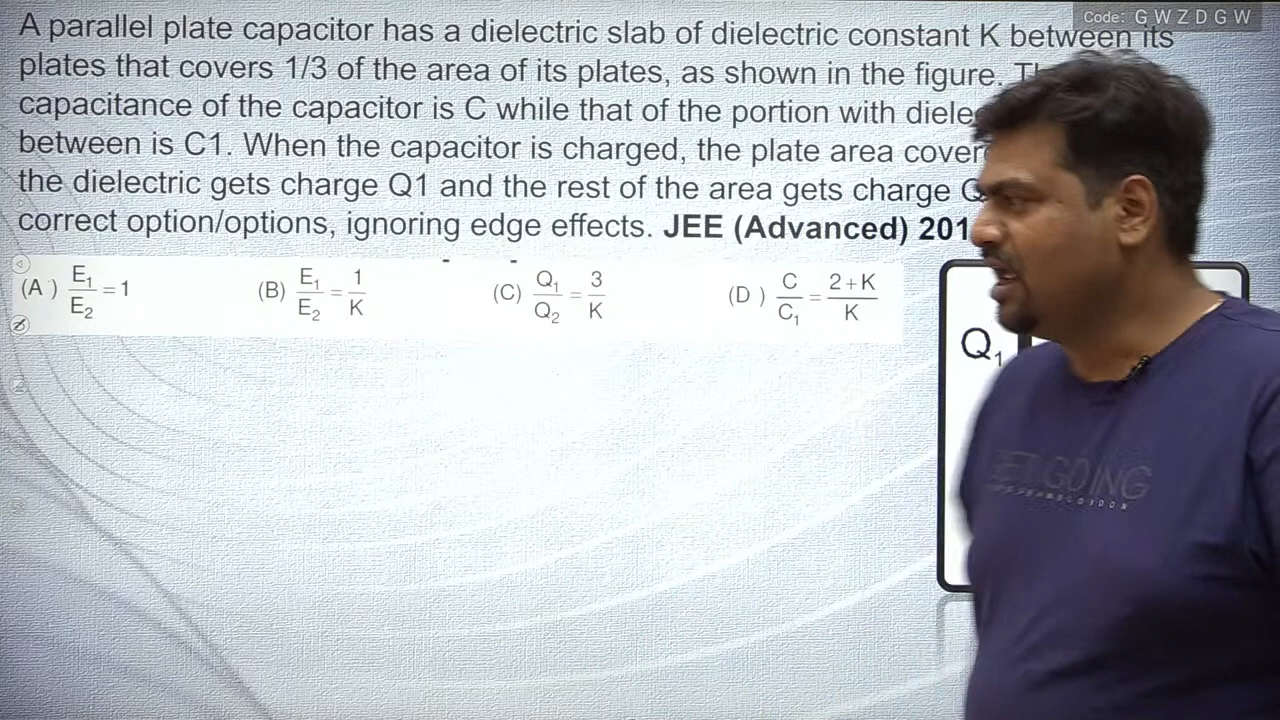 Code: G W Z D G W
A parallel plate capacitor has a dielectric slab of dielectric constant K between its
plates that covers 1/3 of the area of its plates, as shown in the figure.
capacitance of the capacitor is C while that of the portion with
between is C1. When the capacitor is charged, the plate area
the dielectric gets charge Q1 and the rest of the area gets charge
correct option/options, ignoring edge effects. JEE (Advanced) 201
(A) E₁/E₂ = 1 (B) E₁/E₂ = 1/K (C) Q₁/Q₂ = 3/K (D) C/C₁ = 2+K/K
Q₁